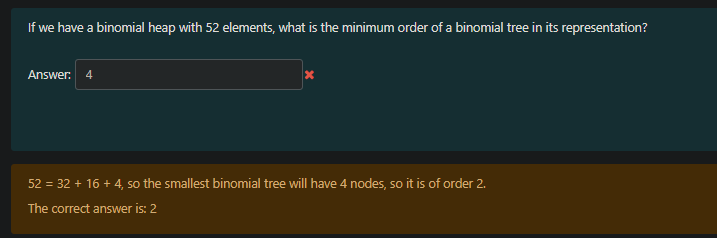 If we have a binomial heap with 52 elements, what is the minimum order of a binomial tree in its representation?
Answer: 4
52 = 32 + 16 + 4, so the smallest binomial tree will have 4 nodes, so it is of order 2.
The correct answer is: 2